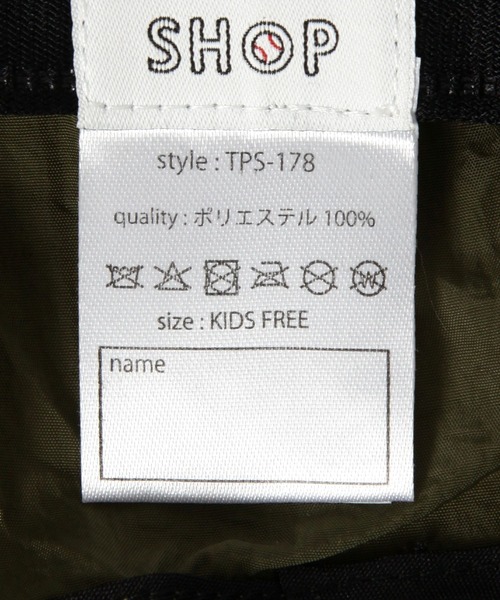 SHOP
style : TPS-178
quality : ポリエステル 100%
W
size : KIDS FREE
name